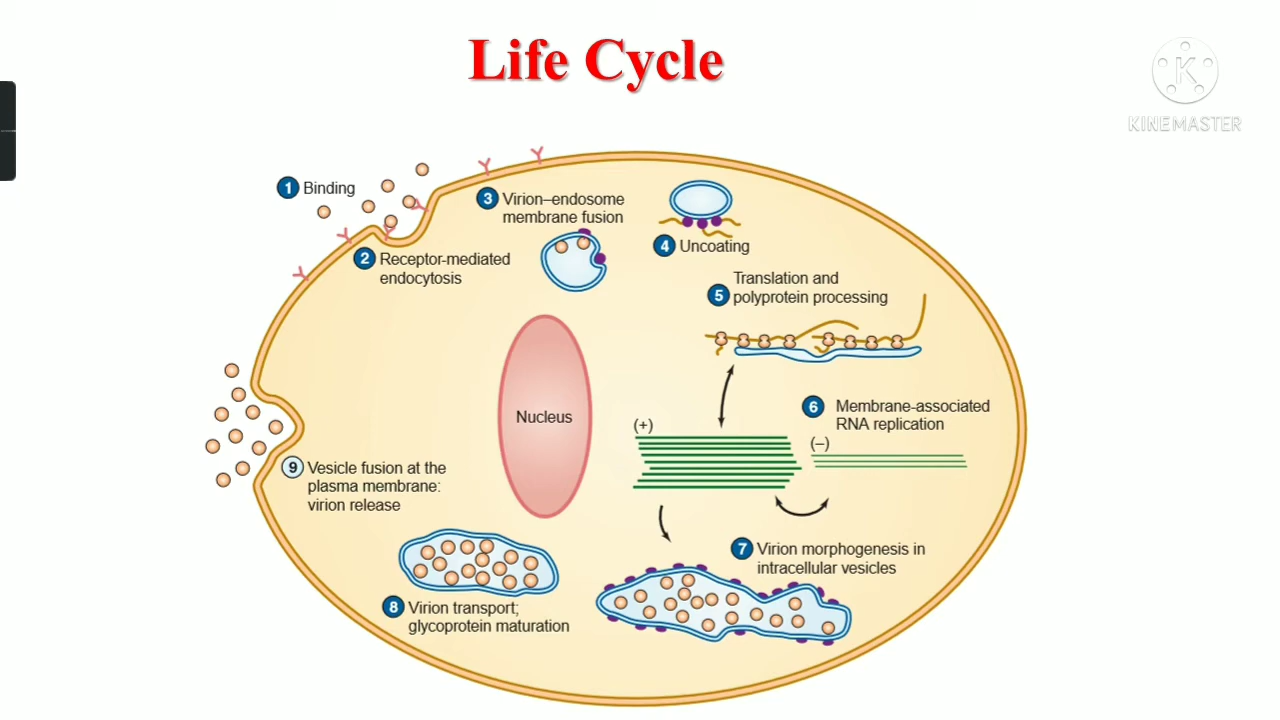 Life Cycle
K
KINEMASTER
1 Binding
2 Receptor-mediated
endocytosis
3 Virion–endosome
membrane fusion
4 Uncoating
5 Translation and
polyprotein processing
Nucleus
6 Membrane-associated
RNA replication
(+)
(–)
9 Vesicle fusion at the
plasma membrane:
virion release
7 Virion morphogenesis in
intracellular vesicles
8 Virion transport;
glycoprotein maturation